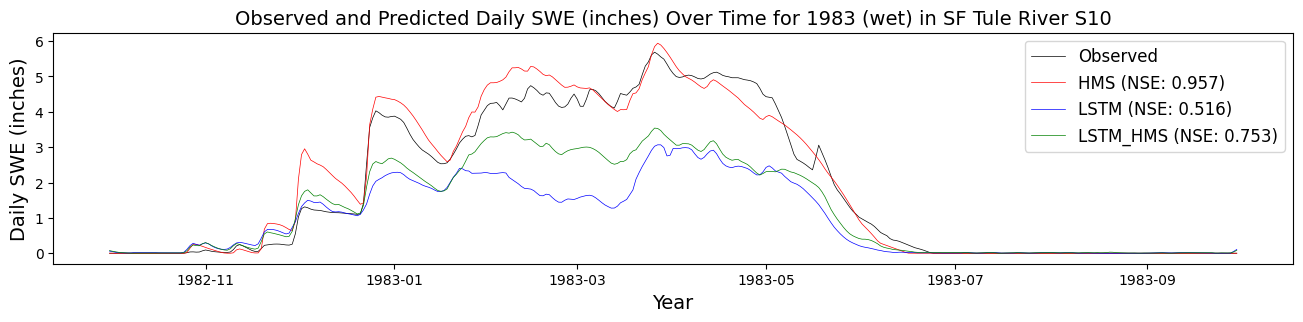 Observed and Predicted Daily SWE (inches) Over Time for 1983 (wet) in SF Tule River S10
Daily SWE (inches)
6
5
4
3
2
1
0
Observed
HMS (NSE: 0.957)
LSTM (NSE: 0.516)
LSTM_HMS (NSE: 0.753)
1982-11
1983-01
1983-03
1983-05
1983-07
1983-09
Year